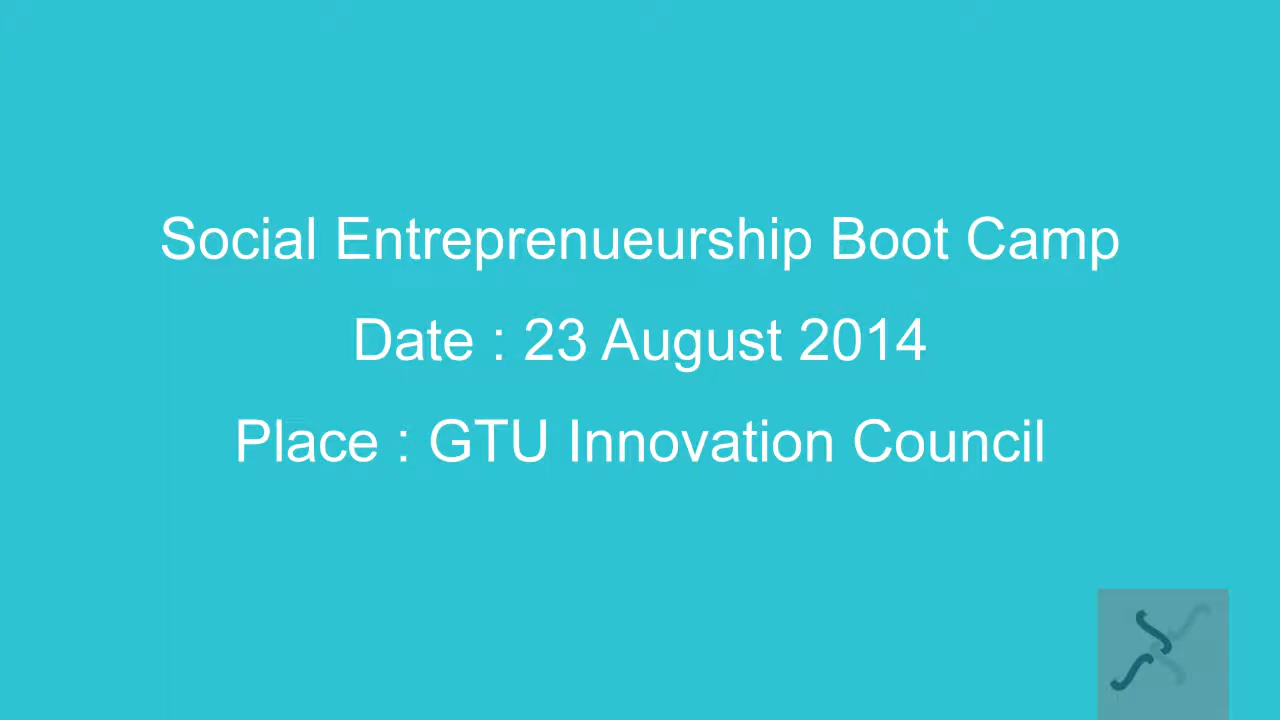 Social Entreprenueurship Boot Camp
Date : 23 August 2014
Place : GTU Innovation Council